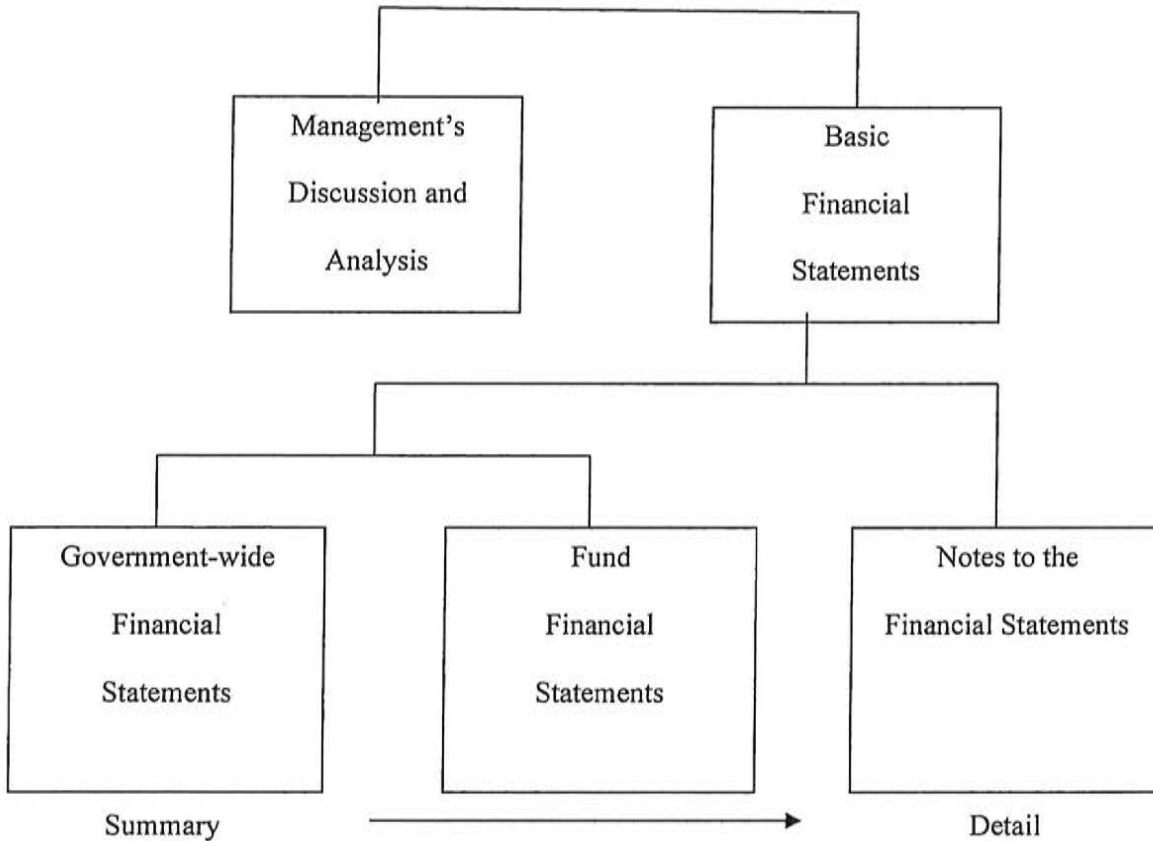 Management's
Discussion and
Analysis
Basic
Financial
Statements
Government-wide
Financial
Statements
Fund
Financial
Statements
Notes to the
Financial Statements
Summary
Detail